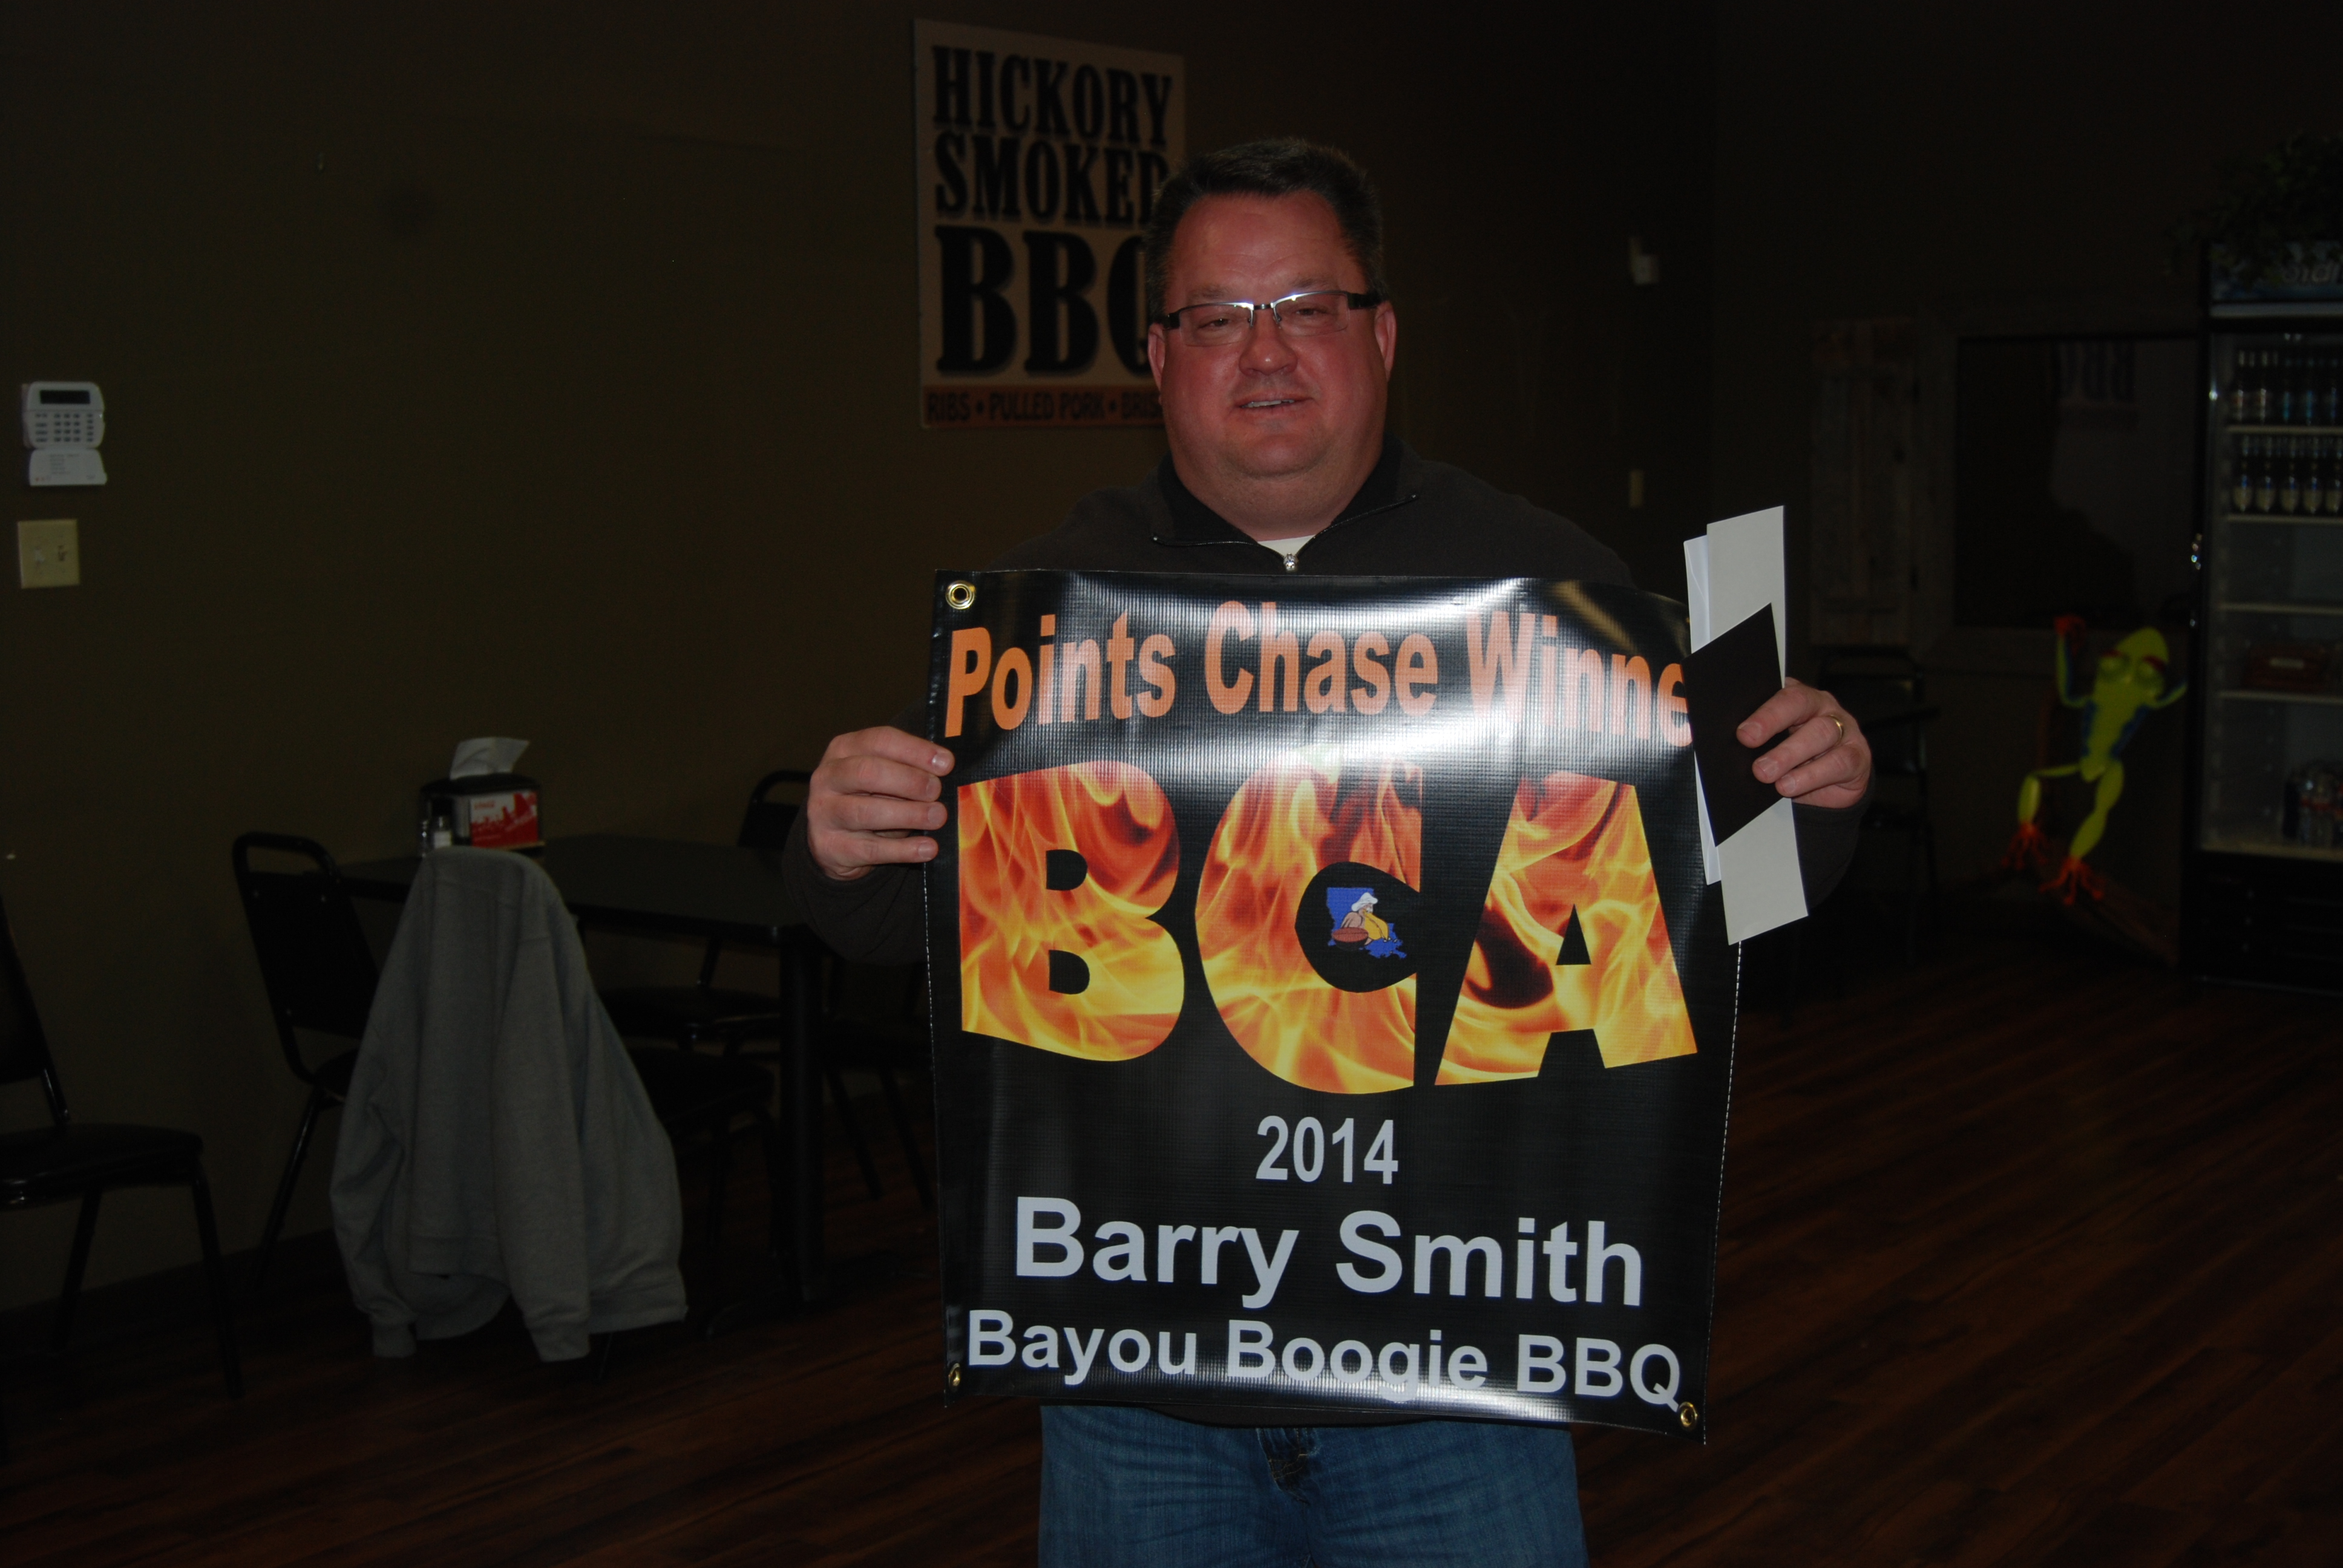 HICKORY
SMOKED
BBQ
RIBS • PULLED PORK • BRIS
Points Chase Winne
BCA
2014
Barry Smith
Bayou Boogie BBQ